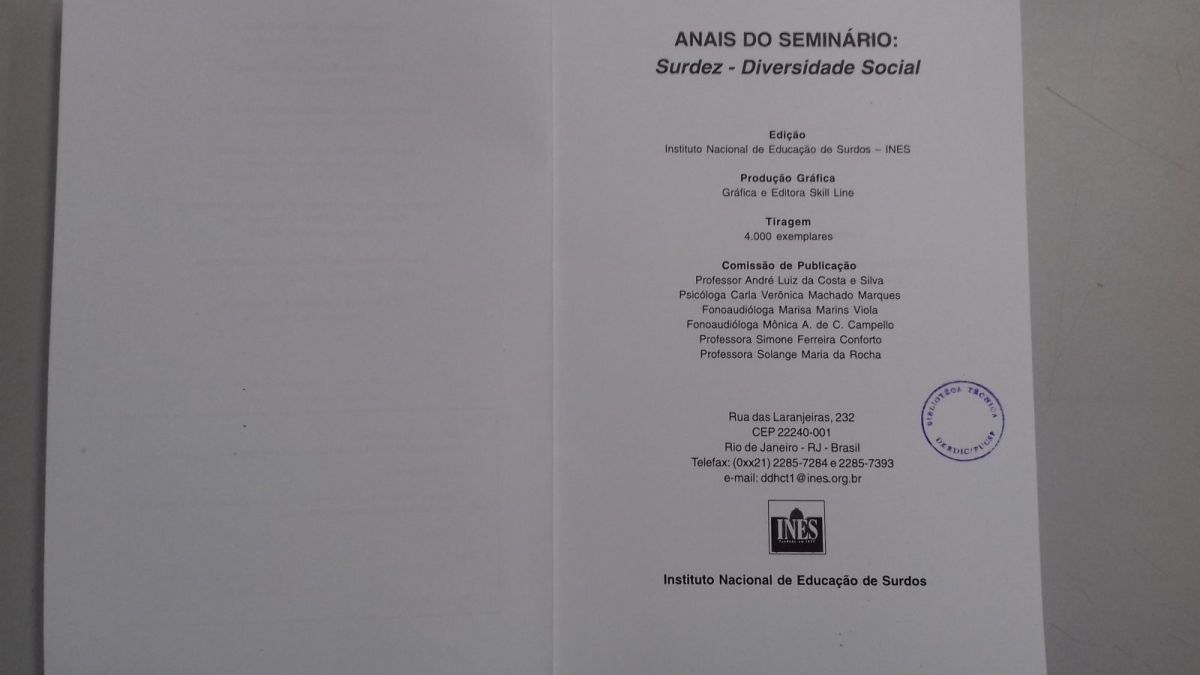 ANAIS DO SEMINÁRIO:
Surdez - Diversidade Social
Edição
Instituto Nacional de Educação de Surdos – INES
Produção Gráfica
Gráfica e Editora Skill Line
Tiragem
4.000 exemplares
Comissão de Publicação
Professor André Luiz da Costa e Silva
Psicóloga Carla Verônica Machado Marques
Fonoaudióloga Marisa Marins Viola
Fonoaudióloga Mônica A. de C. Campello
Professora Simone Ferreira Conforto
Professora Solange Maria da Rocha
Rua das Laranjeiras, 232
CEP 22240-001
Rio de Janeiro - RJ - Brasil
Telefax: (0xx21) 2285-7284 e 2285-7393
e-mail: ddhct1@ines.org.br
BIBLIOTÉCA TÉCNICA
DERDIC/PUCSP
INES
Instituto Nacional de Educação de Surdos